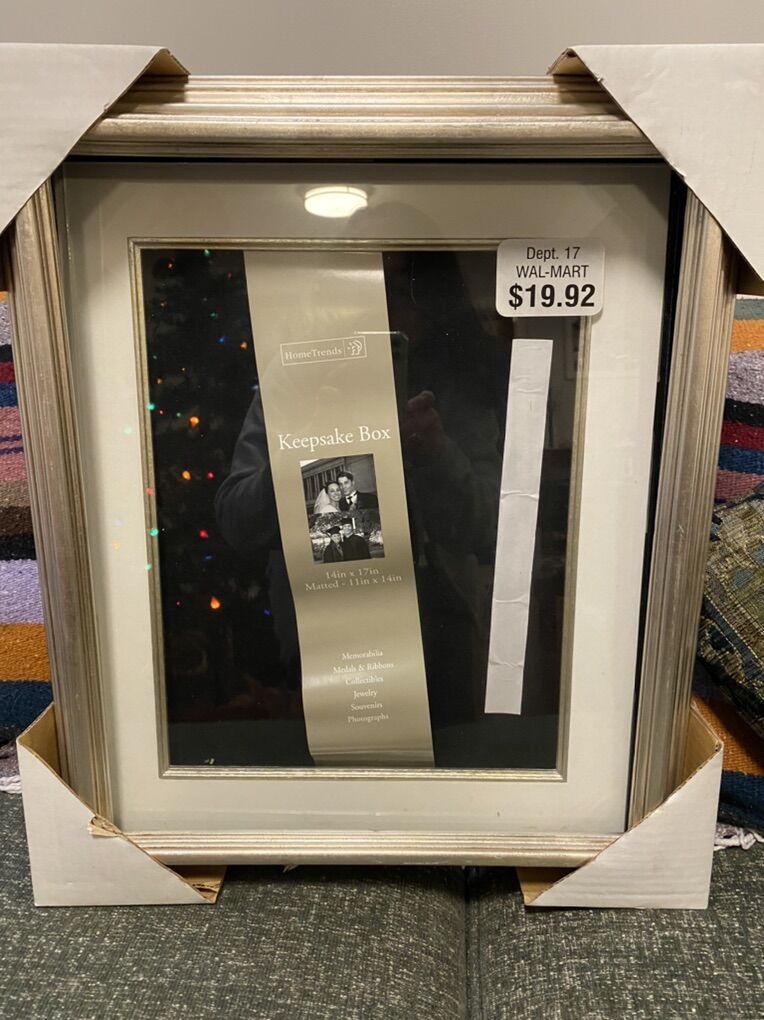 Dept. 17
WAL-MART
$19.92
HomeTrends
Keepsake Box
14in x 17in
Matted - 11in x 14in
Memorabilia
Medals & Ribbons
Collectibles
Jewelry
Souvenirs
Photographs